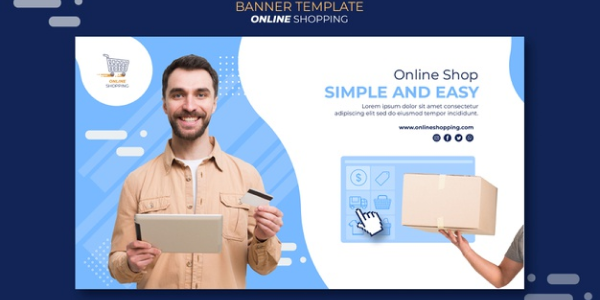 BANNER TEMPLATE
ONLINE SHOPPING
ONLINE
SHOPPING
Online Shop
SIMPLE AND EASY
Lorem ipsum dolor sit amet consectetur
adipiscing elit sed do eiusmod tempor incididunt.
www.onlineshopping.com